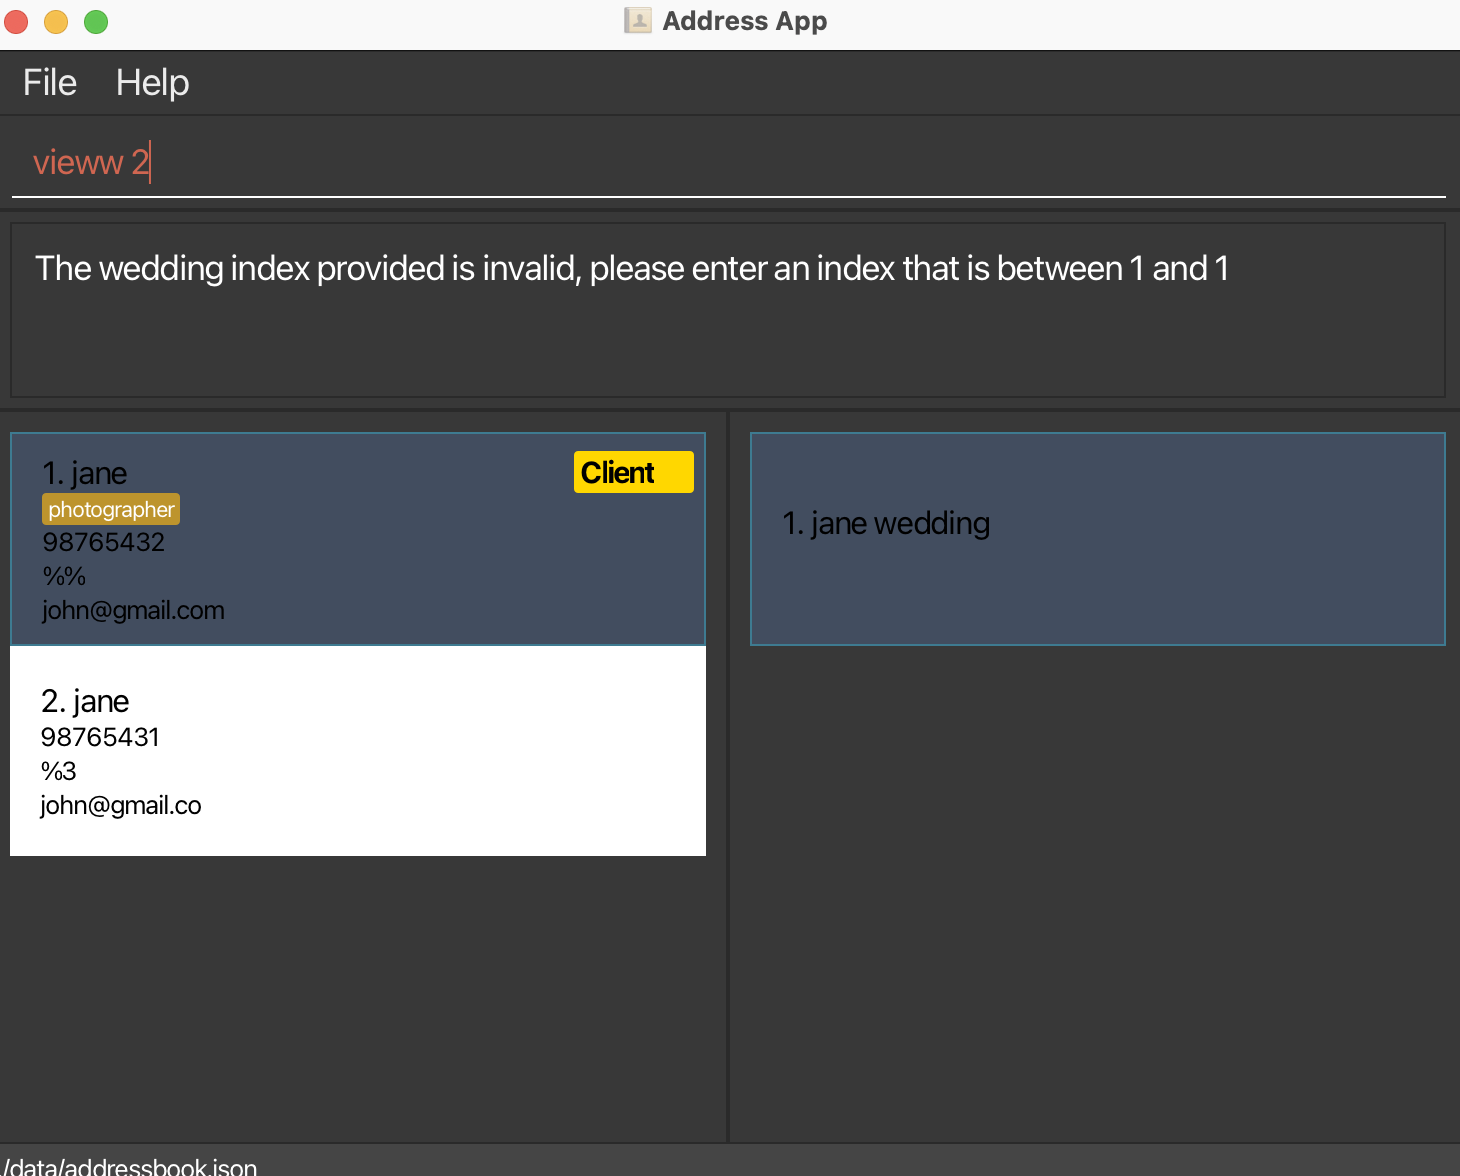 Address App
File Help
vieww 2
The wedding index provided is invalid, please enter an index that is between 1 and 1
1. jane
Client
photographer
98765432
%%
john@gmail.com
2. jane
98765431
%3
john@gmail.co
1. jane wedding
/data/addressbook.json